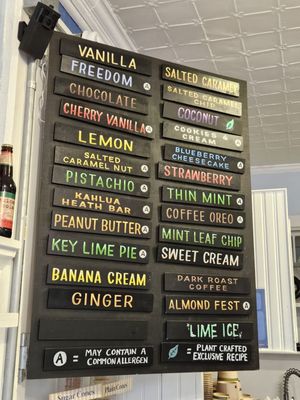 VANILLA
FREEDOM A
CHOCOLATE
CHERRY VANILLA A
LEMON
SALTED
CARAMEL NUT A
PISTACHIO A
KAHLUA
HEATH BAR A
PEANUT BUTTER A
KEY LIME PIE A
BANANA CREAM
GINGER
A = MAY CONTAIN A
COMMON ALLERGEN
SALTED CARAMEL
SALTED CARAMEL
CHIP
COCONUT
COOKIES &
BLUEBERRY
CHEESECAKE A
STRAWBERRY
THIN MINT A
COFFEE OREO A
MINT LEAF CHIP
SWEET CREAM
DARK ROAST
COFFEE
ALMOND FEST A
"LIME ICE"
= PLANT CRAFTED
EXCLUSIVE RECIPE
Sugar Cones